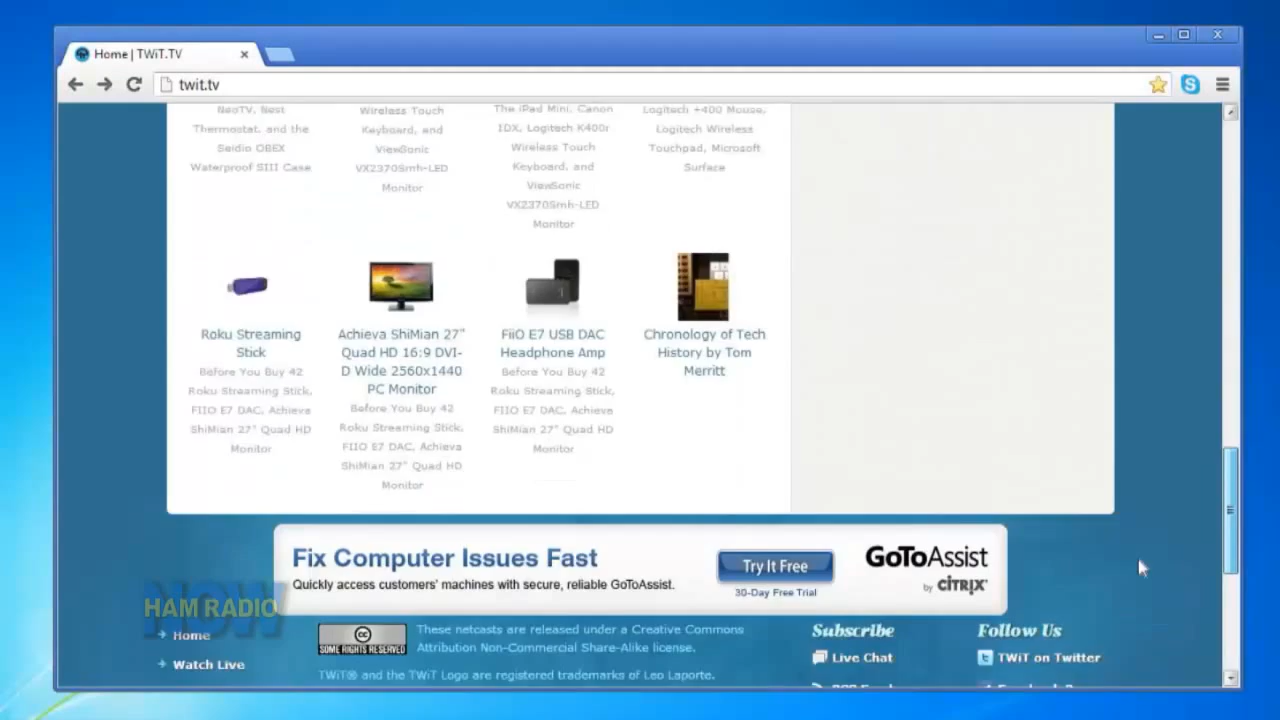 Home | TWiT.TV
twit.tv
NeoTV, Nest
Thermostat, and the
Seidio OBEX
Waterproof SIII Case
Wireless Touch
Keyboard, and
ViewSonic
VX2370Smh-LED
Monitor
The iPad Mini, Canon
IDX, Logitech K400r
Wireless Touch
Keyboard, and
ViewSonic
VX2370Smh-LED
Monitor
Logitech +400 Mouse,
Logitech Wireless
Touchpad, Microsoft
Surface
Roku Streaming
Stick
Before You Buy 42
Roku Streaming Stick,
FIIO E7 DAC, Achieva
ShiMian 27" Quad HD
Monitor
Achieva ShiMian 27"
Quad HD 16:9 DVI-
D Wide 2560x1440
PC Monitor
Before You Buy 42
Roku Streaming Stick,
FIIO E7 DAC, Achieva
ShiMian 27" Quad HD
Monitor
FiiO E7 USB DAC
Headphone Amp
Before You Buy 42
Roku Streaming Stick,
FIIO E7 DAC, Achieva
ShiMian 27" Quad HD
Monitor
Chronology of Tech
History by Tom
Merritt
Fix Computer Issues Fast
Quickly access customers' machines with secure, reliable GoToAssist.
Try It Free
30-Day Free Trial
GoToAssist
by CITRIX
HAM RADIO
NOW
Home
Watch Live
cc
SOME RIGHTS RESERVED
These netcasts are released under a Creative Commons
Attribution Non-Commercial Share-Alike license.
TWiT® and the TWiT Logo are registered trademarks of Leo Laporte.
Subscribe
Live Chat
Follow Us
TWiT on Twitter